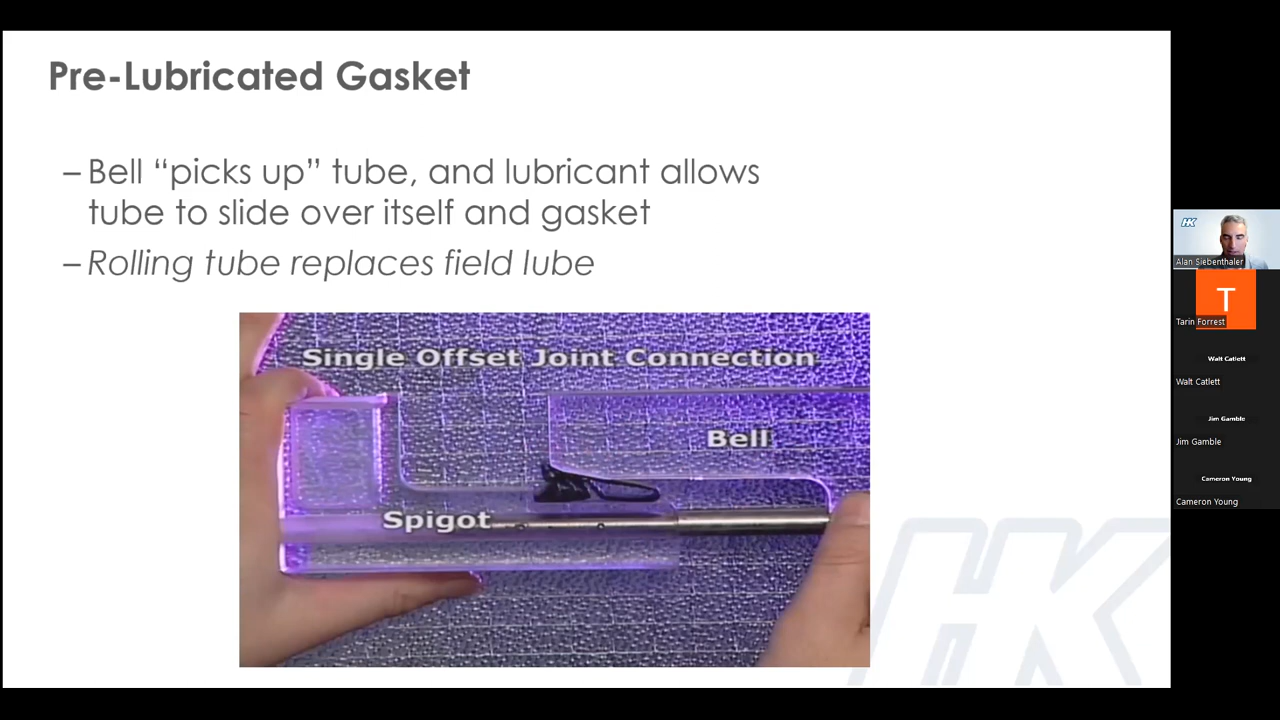 Pre-Lubricated Gasket
– Bell “picks up” tube, and lubricant allows
tube to slide over itself and gasket
– Rolling tube replaces field lube
Single Offset Joint Connection
Bell
Spigot
HK
HK
Alan Siebenthaler
T
Tarin Forrest
Walt Catlett
Walt Catlett
Jim Gamble
Jim Gamble
Cameron Young
Cameron Young